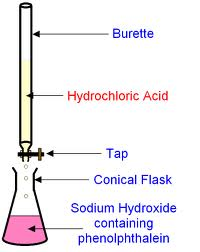 Burette
Hydrochloric Acid
Tap
Conical Flask
Sodium Hydroxide
containing
phenolphthalein